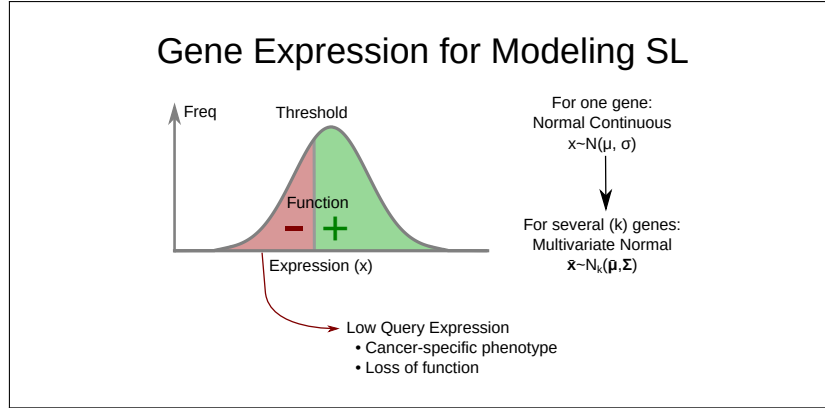 Gene Expression for Modeling SL
Freq
Threshold
Function
− +
Expression (x)
Low Query Expression
• Cancer-specific phenotype
• Loss of function
For one gene:
Normal Continuous
x~N(μ, σ)
For several (k) genes:
Multivariate Normal
x̄~Nₖ(μ̄,Σ)